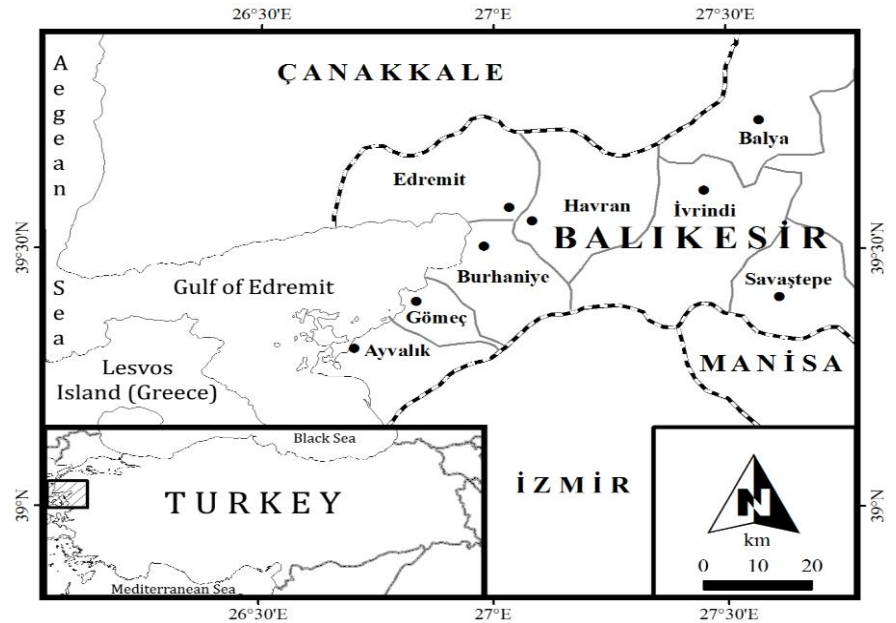 26°30'E
27°E
27°30'E
Aegean
Sea
ÇANAKKALE
Balya
Edremit
Havran
İvrindi
39°30'N
39°30'N
BALIKESİR
Burhaniye
Savaştepe
Gulf of Edremit
Gömeç
Ayvalık
Lesvos
Island (Greece)
MANİSA
Black Sea
TURKEY
Mediterranean Sea
İZMİR
39°N
39°N
N
km
0 10 20
26°30'E
27°E
27°30'E